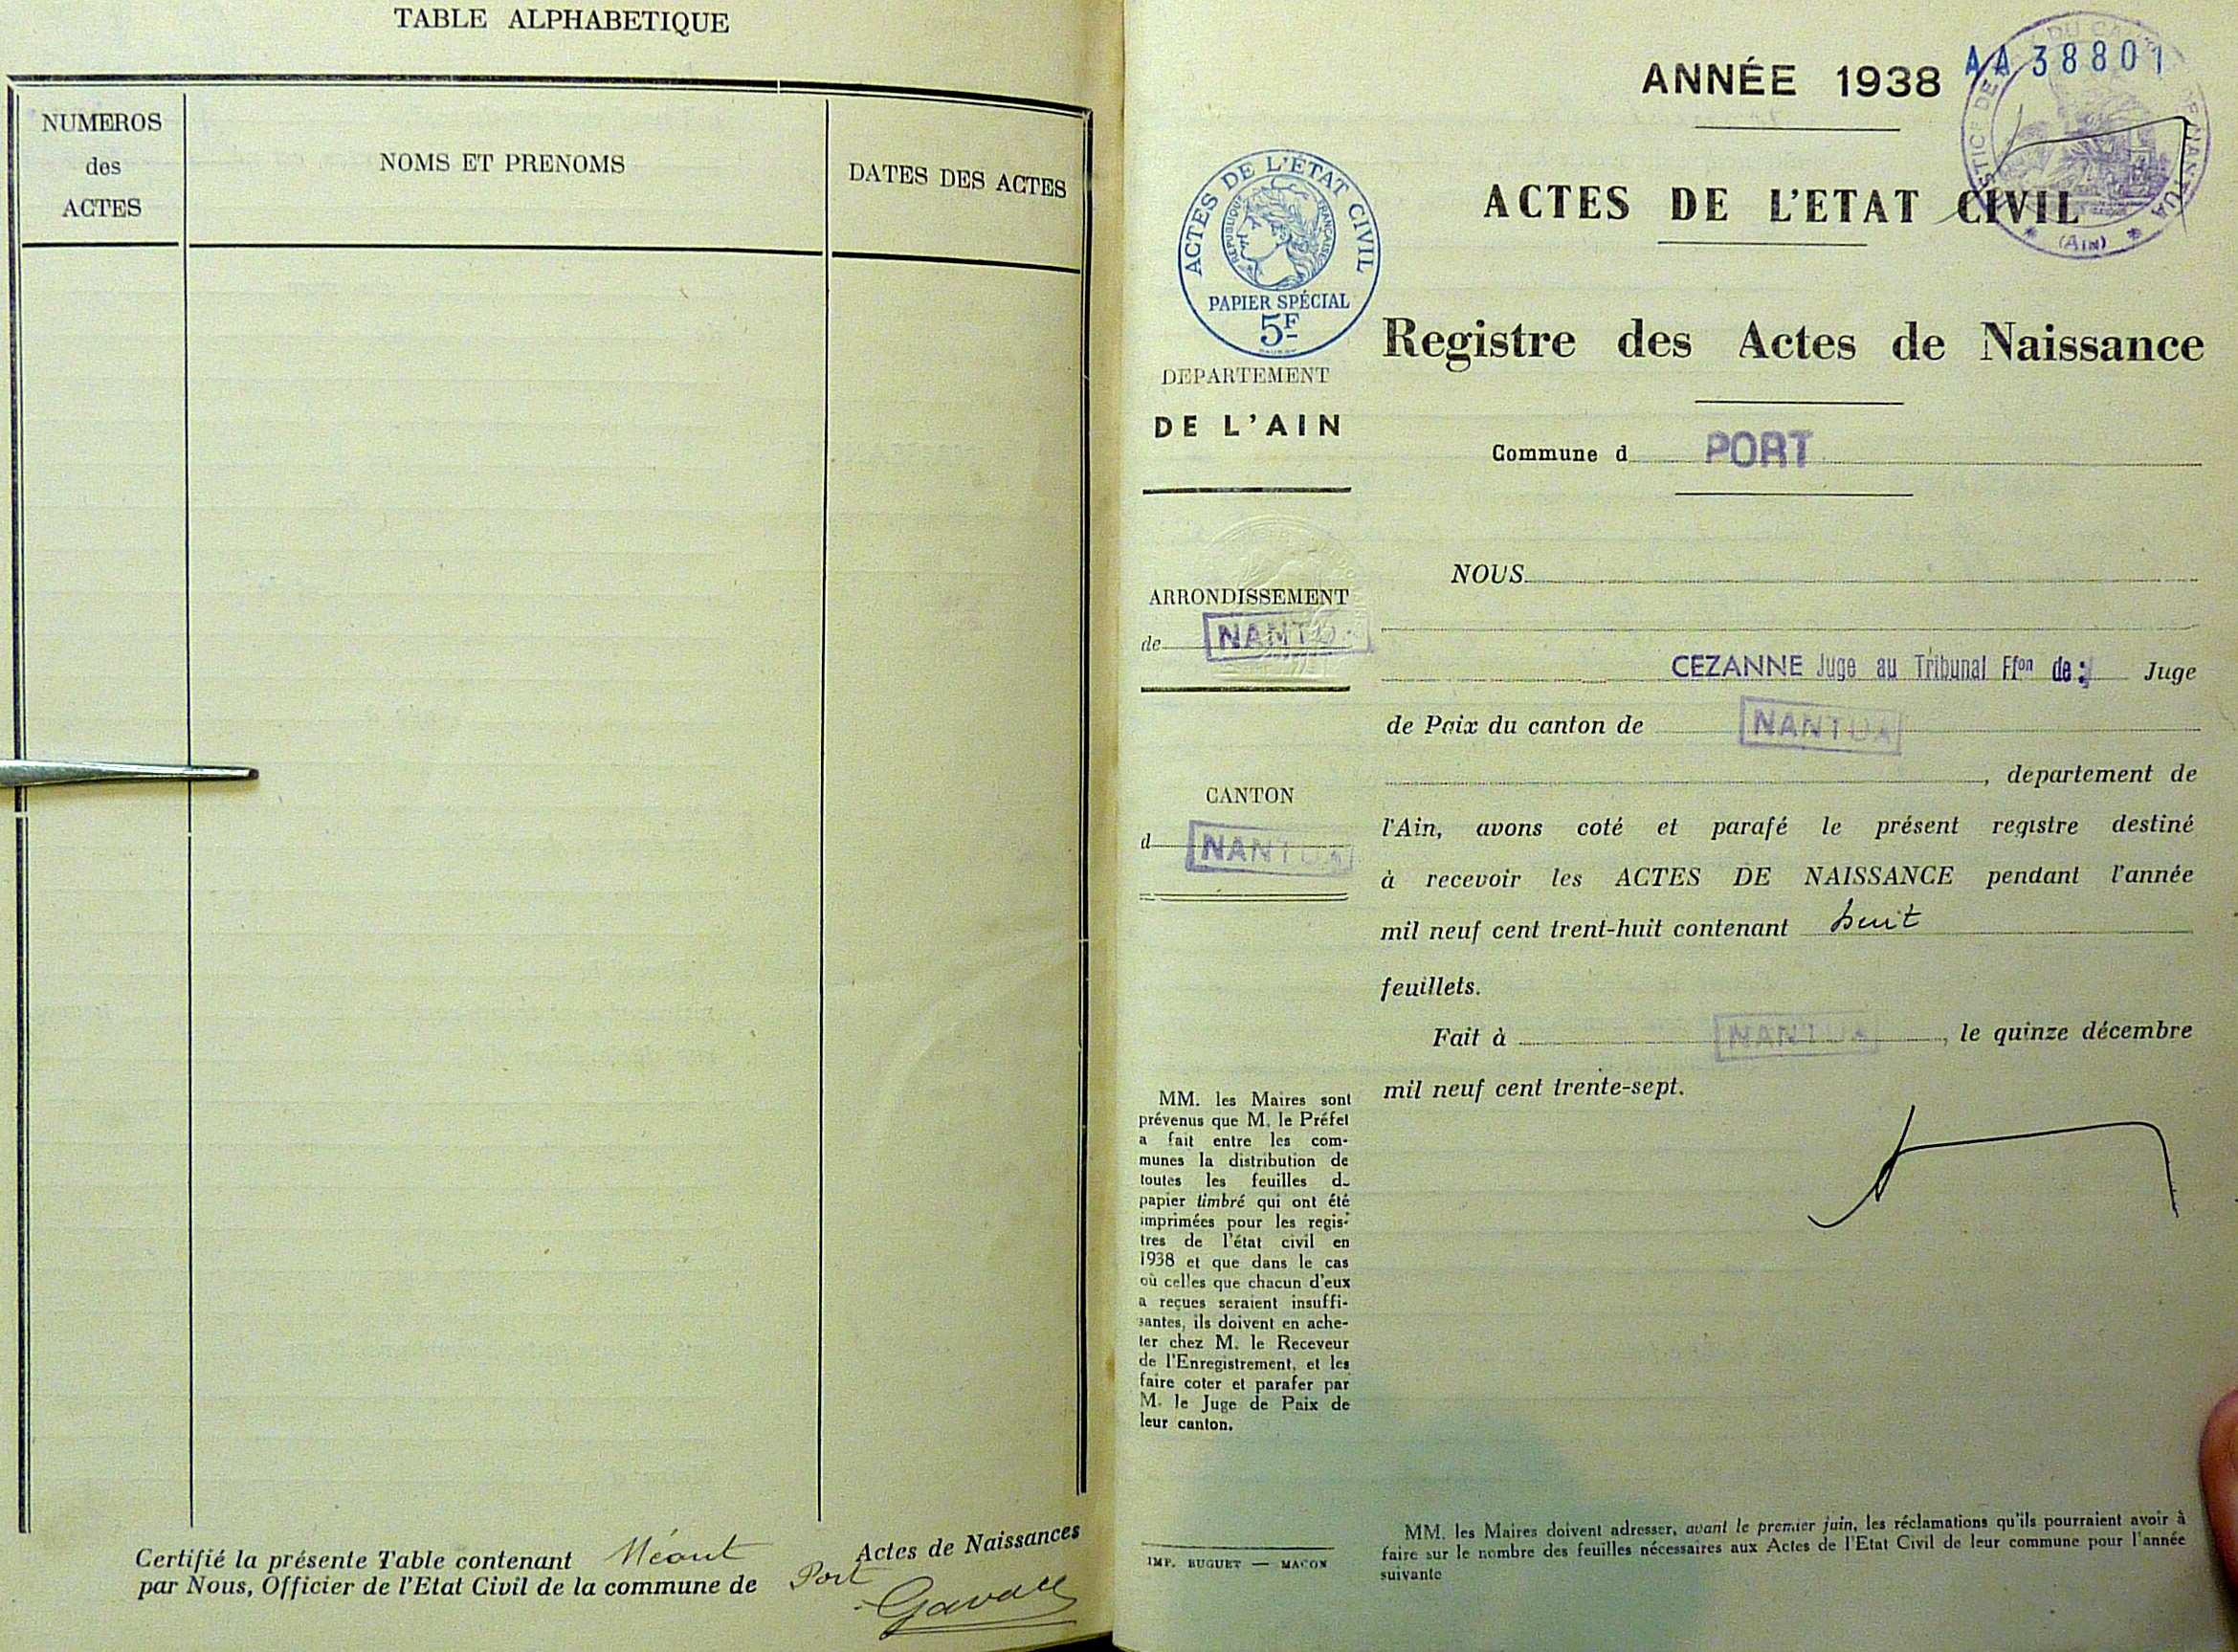 TABLE ALPHABETIQUE
NUMEROS
des
ACTES
NOMS ET PRENOMS
DATES DES ACTES
Certifié la présente Table contenant Néant Actes de Naissances
par Nous, Officier de l'Etat Civil de la commune de Port
ANNÉE 1938
AA 38801
(AIN)
ACTES DE L'ETAT CIVIL
ACTES DE L'ÉTAT CIVIL
RÉPUBLIQUE FRANÇAISE
PAPIER SPÉCIAL
5F
Registre des Actes de Naissance
DEPARTEMENT
DE L'AIN
Commune d PORT
ARRONDISSEMENT
de NANTUA
CANTON
d NANTUA
NOUS
CEZANNE Juge au Tribunal Ffon de: Juge
de Paix du canton de NANTUA
, departement de
l'Ain, avons coté et parafé le présent registre destiné
à recevoir les ACTES DE NAISSANCE pendant l'année
mil neuf cent trent-huit contenant huit
feuillets.
Fait à NANTUA, le quinze décembre
mil neuf cent trente-sept.
MM. les Maires sont
prévenus que M. le Préfet
a fait entre les com-
munes la distribution de
toutes les feuilles d
papier timbré qui ont été
imprimées pour les regis-
tres de l'état civil en
1938 et que dans le cas
où celles que chacun d'eux
a reçues seraient insuffi-
santes, ils doivent en ache-
ter chez M. le Receveur
de l'Enregistrement, et les
faire coter et parafer par
M. le Juge de Paix de
leur canton.
IMP. BUGUET — MACON
MM. les Maires doivent adresser, avant le premier juin, les réclamations qu'ils pourraient avoir à
faire sur le nombre des feuilles nécessaires aux Actes de l'Etat Civil de leur commune pour l'année
suivante